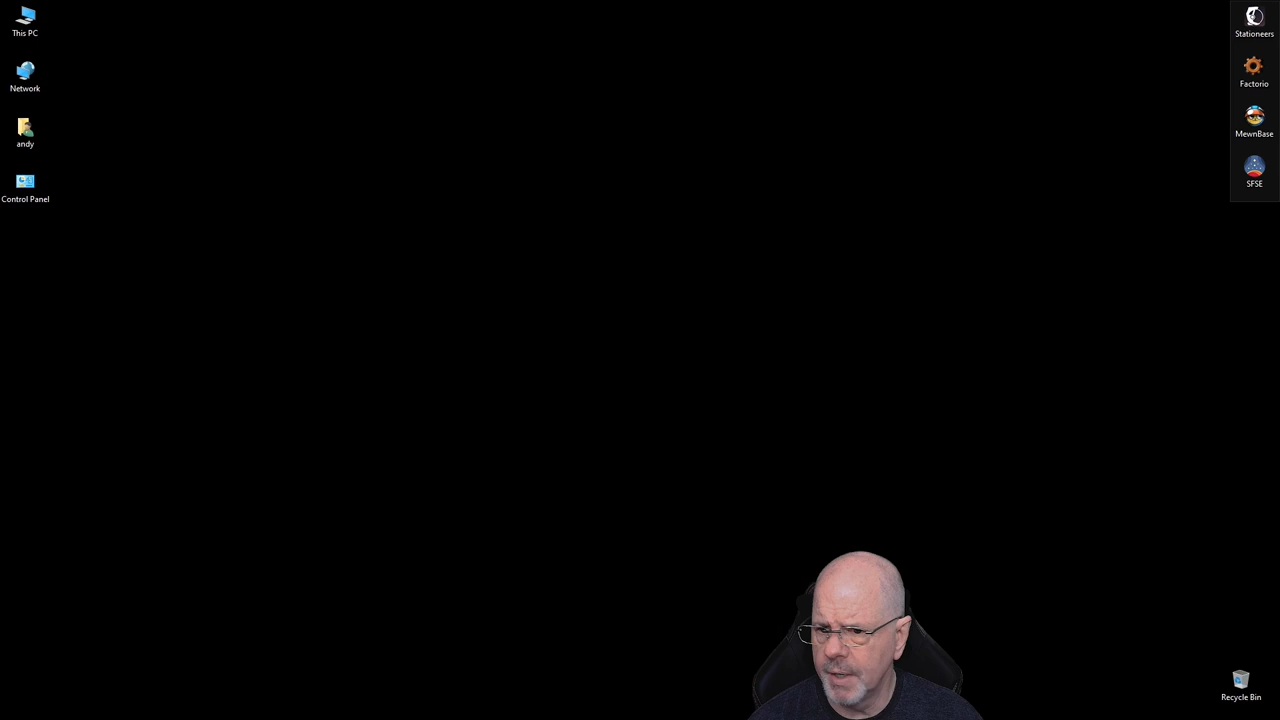 This PC
Network
andy
Control Panel
Stationeers
Factorio
MewnBase
SFSE
Recycle Bin